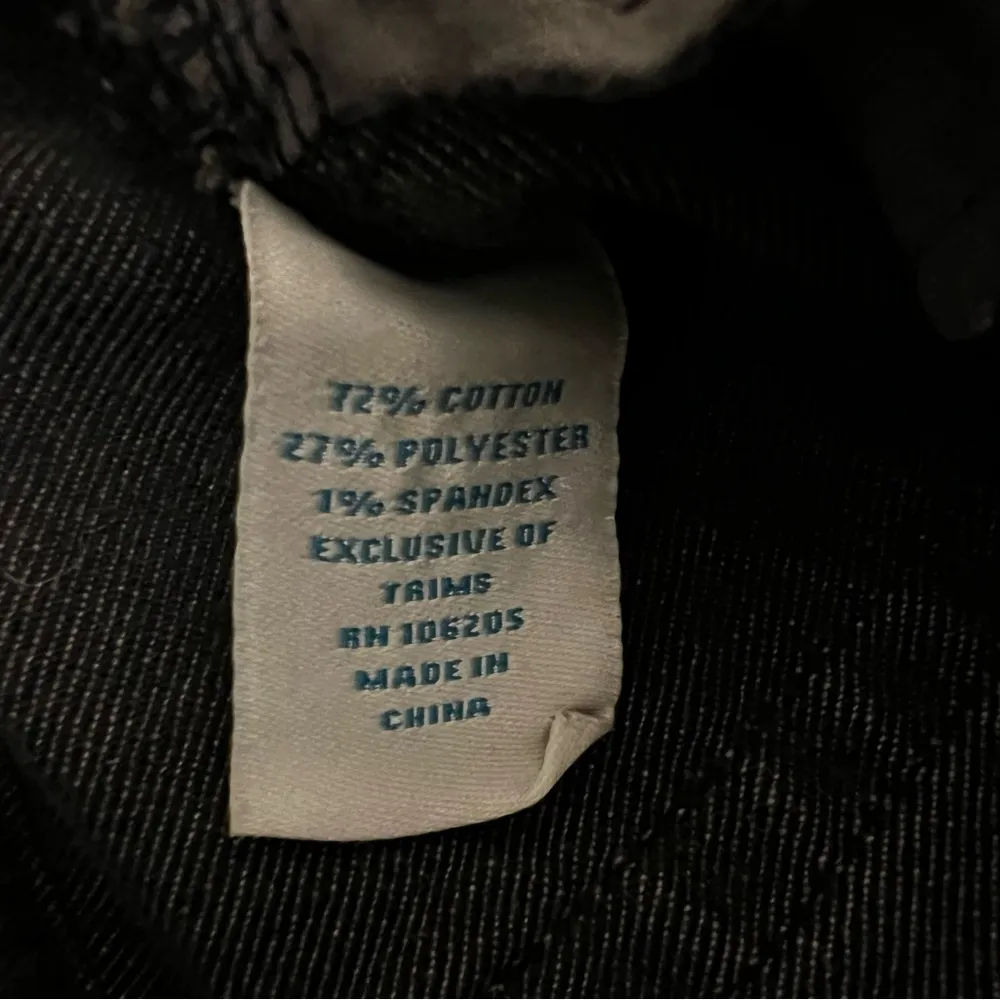 72% COTTON
27% POLYESTER
1% SPANDEX
EXCLUSIVE OF
TRIMS
RN 106205
MADE IN
CHINA